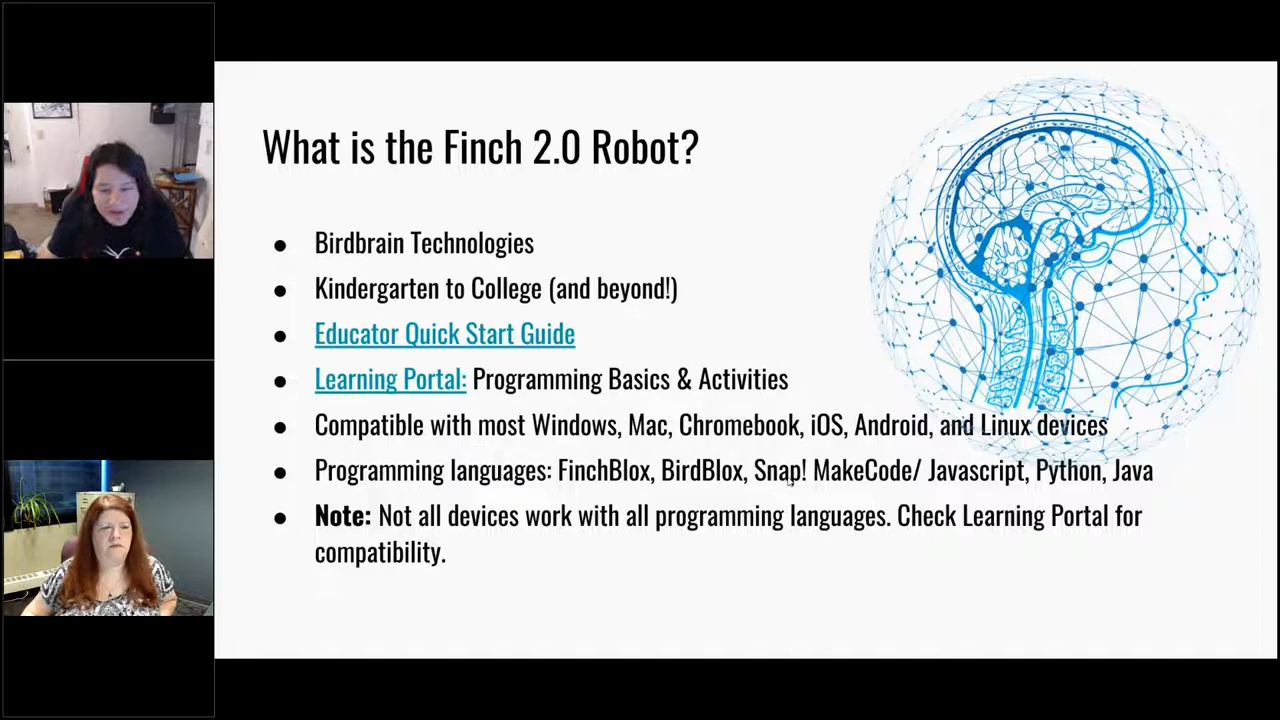 What is the Finch 2.0 Robot?
● Birdbrain Technologies
● Kindergarten to College (and beyond!)
● Educator Quick Start Guide
● Learning Portal: Programming Basics & Activities
● Compatible with most Windows, Mac, Chromebook, iOS, Android, and Linux devices
● Programming languages: FinchBlox, BirdBlox, Snap! MakeCode/ Javascript, Python, Java
● Note: Not all devices work with all programming languages. Check Learning Portal for
compatibility.